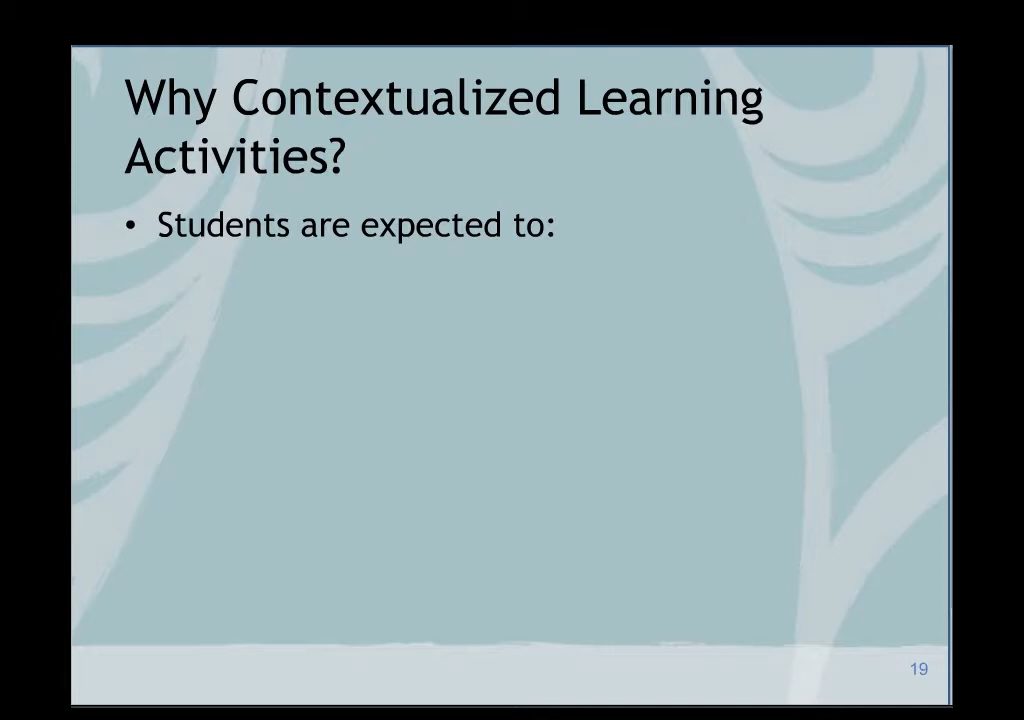 Why Contextualized Learning
Activities?
• Students are expected to:
19